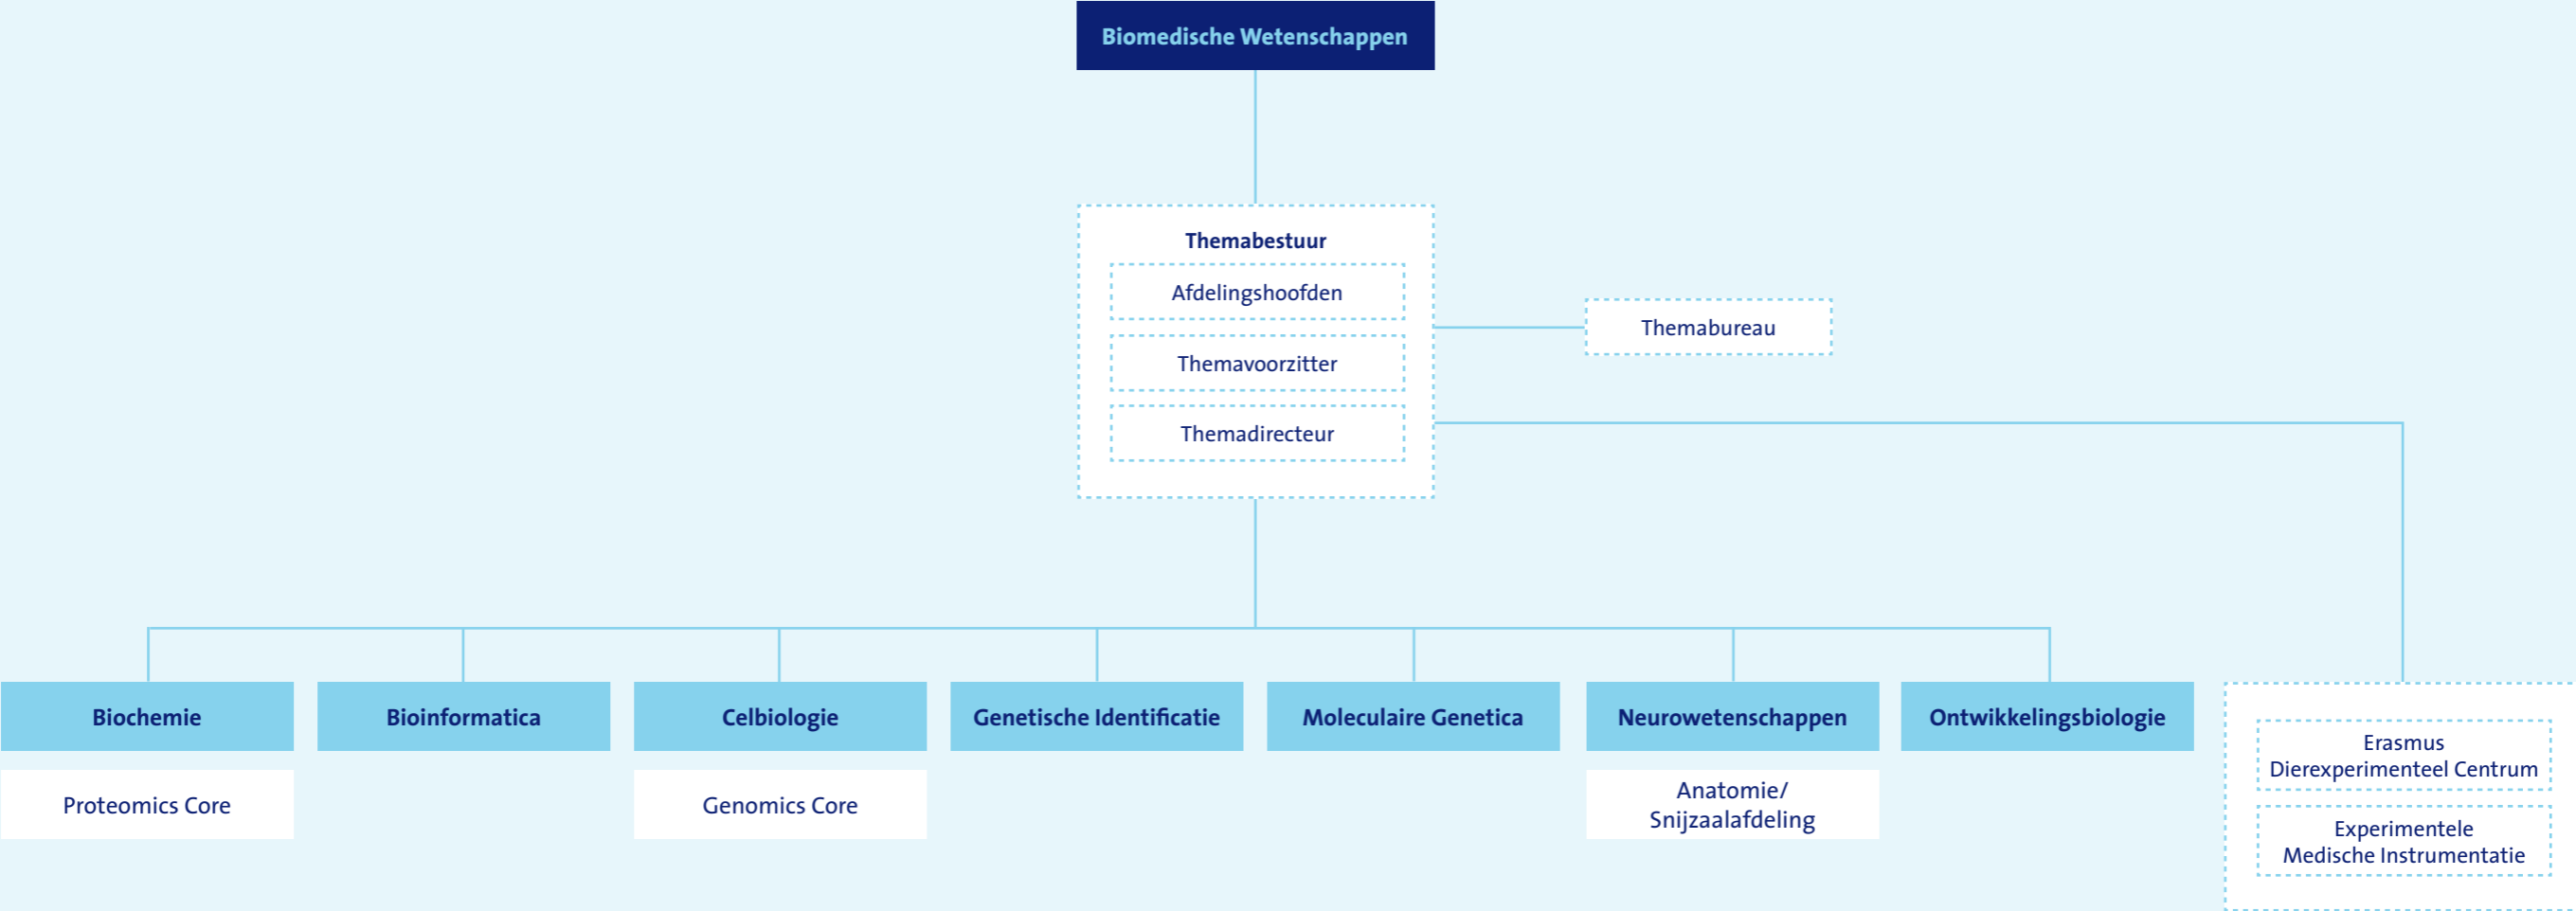 Biomedische Wetenschappen
Themabestuur
Afdelingshoofden
Themavoorzitter
Themadirecteur
Themabureau
Biochemie
Bioinformatica
Celbiologie
Genetische Identificatie
Moleculaire Genetica
Neurowetenschappen
Ontwikkelingsbiologie
Proteomics Core
Genomics Core
Anatomie/
Snijzaalafdeling
Erasmus
Dierexperimenteel Centrum
Experimentele
Medische Instrumentatie